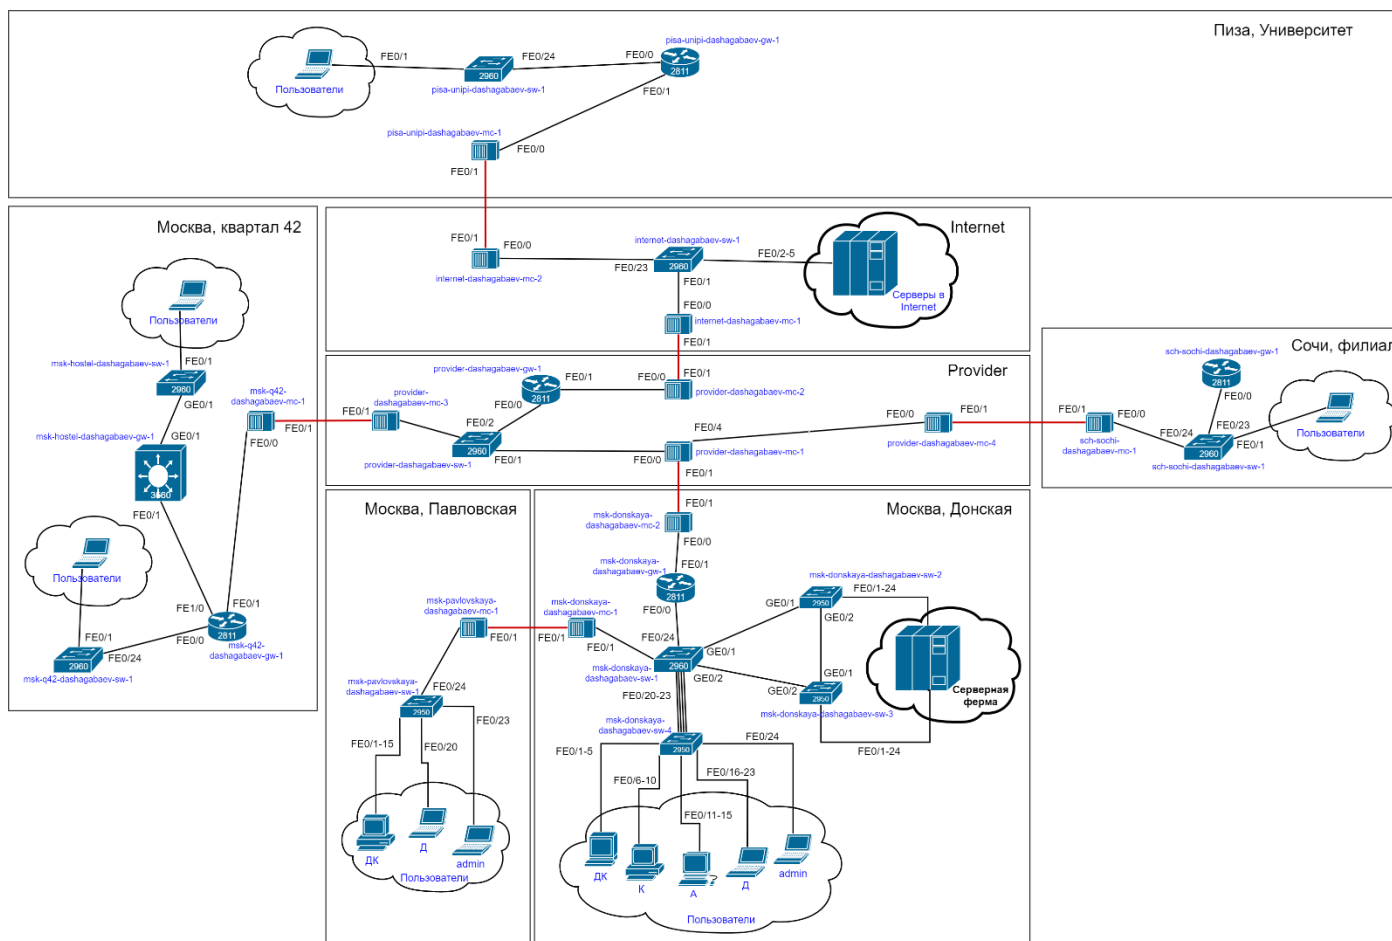 Пиза, Университет
pisa-unipi-dashagabaev-gw-1
FE0/1
FE0/24
FE0/0
2960
2811
Пользователи
pisa-unipi-dashagabaev-sw-1
FE0/1
pisa-unipi-dashagabaev-mc-1
FE0/0
FE0/1
Москва, квартал 42
Пользователи
msk-hostel-dashagabaev-sw-1
FE0/1
2960
GE0/1
msk-q42-
dashagabaev-mc-1
FE0/1
FE0/0
msk-hostel-dashagabaev-gw-1
GE0/1
3560
FE0/1
Пользователи
FE1/0
FE0/1
FE0/1
FE0/0
2811
FE0/24
msk-q42-
dashagabaev-gw-1
2960
msk-q42-dashagabaev-sw-1
Internet
FE0/1
FE0/0
internet-dashagabaev-mc-2
internet-dashagabaev-sw-1
FE0/23
2960
FE0/2-5
FE0/1
Серверы в
Internet
FE0/0
internet-dashagabaev-mc-1
FE0/1
Provider
provider-dashagabaev-gw-1
FE0/1
FE0/0
FE0/1
provider-dashagabaev-mc-2
2811
FE0/0
provider-
dashagabaev-mc-3
FE0/1
FE0/2
2960
provider-dashagabaev-sw-1
FE0/1
FE0/4
FE0/0
provider-dashagabaev-mc-1
FE0/1
FE0/0
FE0/1
provider-dashagabaev-mc-4
Сочи, филиал
sch-sochi-dashagabaev-gw-1
2811
FE0/0
FE0/1
FE0/0
sch-sochi-
dashagabaev-mc-1
FE0/24
FE0/23
FE0/1
2960
sch-sochi-dashagabaev-sw-1
Пользователи
Москва, Павловская
msk-pavlovskaya-
dashagabaev-mc-1
FE0/1
msk-pavlovskaya-
dashagabaev-sw-1
FE0/24
2950
FE0/23
FE0/1-15
FE0/20
ДК
Д
admin
Пользователи
Москва, Донская
FE0/1
msk-donskaya-
dashagabaev-mc-2
FE0/0
msk-donskaya-
dashagabaev-gw-1
FE0/1
2811
FE0/0
msk-donskaya-
dashagabaev-mc-1
FE0/1
FE0/1
FE0/24
msk-donskaya-
dashagabaev-sw-1
2960
GE0/1
GE0/2
msk-donskaya-dashagabaev-sw-2
GE0/1
2950
FE0/1-24
GE0/2
GE0/1
GE0/2
2950
msk-donskaya-dashagabaev-sw-3
FE0/1-24
Серверная
ферма
FE0/20-23
msk-donskaya-
dashagabaev-sw-4
2950
FE0/24
FE0/1-5
FE0/6-10
FE0/16-23
FE0/11-15
ДК
К
А
Д
admin
Пользователи